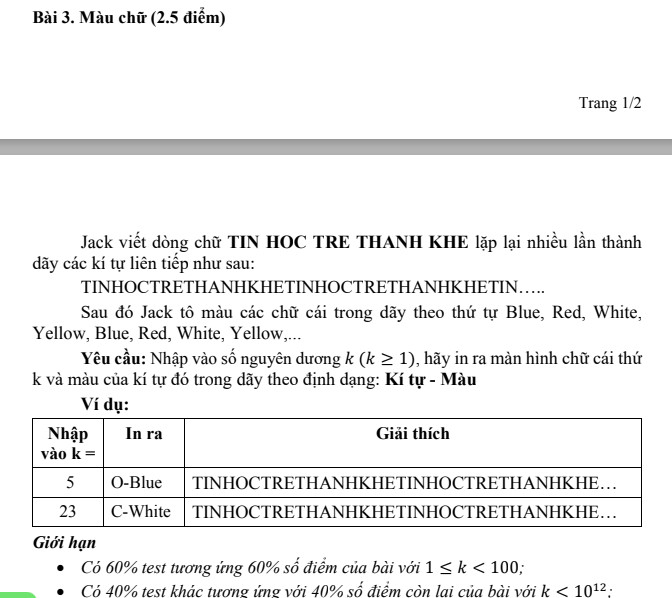 Bài 3. Màu chữ (2.5 điểm)
Trang 1/2
Jack viết dòng chữ TIN HOC TRE THANH KHE lặp lại nhiều lần thành
dãy các kí tự liên tiếp như sau:
TINHOCTRETHANHKHETINHOCTRETHANHKHETIN…..
Sau đó Jack tô màu các chữ cái trong dãy theo thứ tự Blue, Red, White,
Yellow, Blue, Red, White, Yellow,...
Yêu cầu: Nhập vào số nguyên dương k (k ≥ 1), hãy in ra màn hình chữ cái thứ
k và màu của kí tự đó trong dãy theo định dạng: Kí tự - Màu
Ví dụ:
Nhập vào k = In ra Giải thích
5 O-Blue TINHOCTRETHANHKHETINHOCTRETHANHKHE…
23 C-White TINHOCTRETHANHKHETINHOCTRETHANHKHE…
Giới hạn
• Có 60% test tương ứng 60% số điểm của bài với 1 ≤ k < 100;
• Có 40% test khác tương ứng với 40% số điểm còn lại của bài với k < 10¹²;